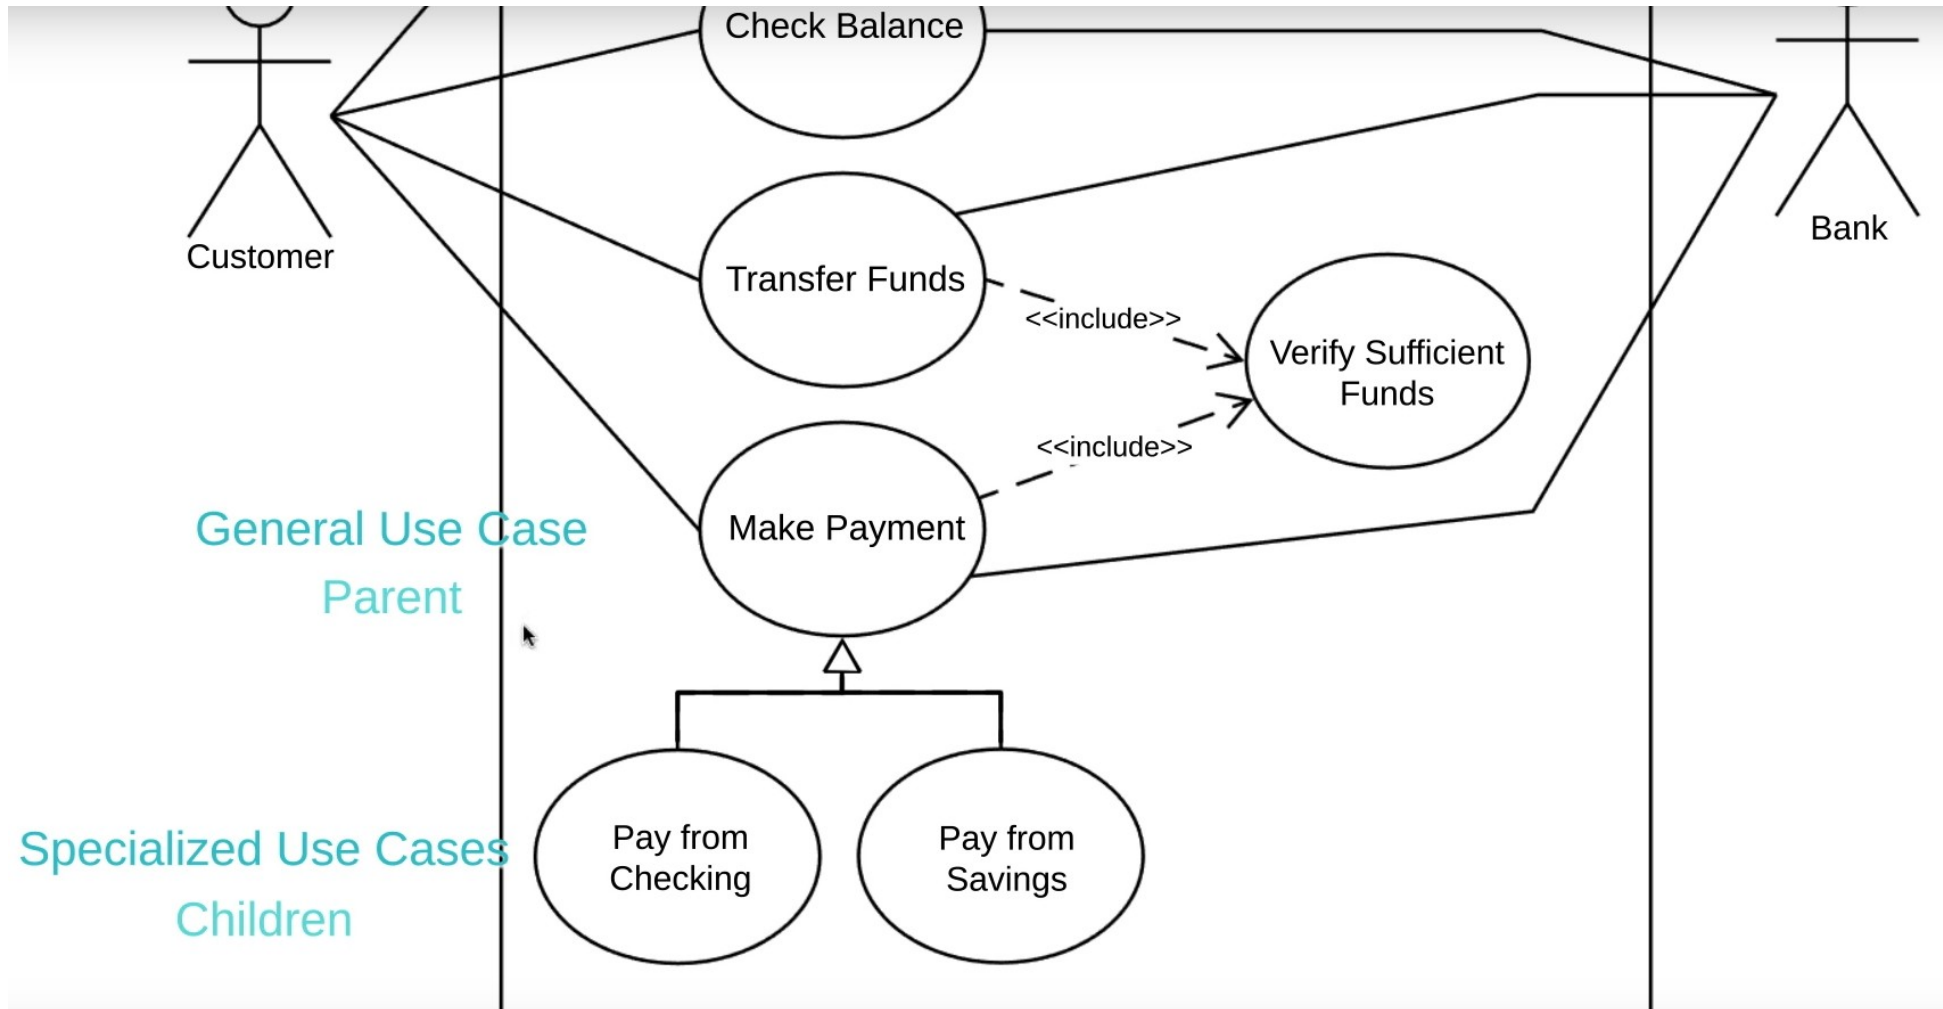 Check Balance
Customer
Bank
Transfer Funds
<<include>>
Verify Sufficient
Funds
<<include>>
General Use Case
Make Payment
Parent
Specialized Use Cases
Pay from
Checking
Pay from
Savings
Children